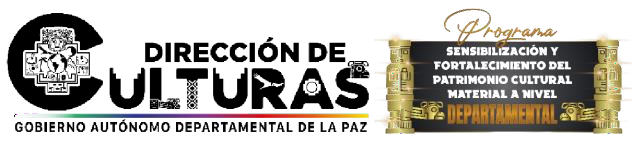 DIRECCIÓN DE
CULTURAS
GOBIERNO AUTÓNOMO DEPARTAMENTAL DE LA PAZ
Programa
SENSIBILIZACIÓN Y
FORTALECIMIENTO DEL
PATRIMONIO CULTURAL
MATERIAL A NIVEL
DEPARTAMENTAL